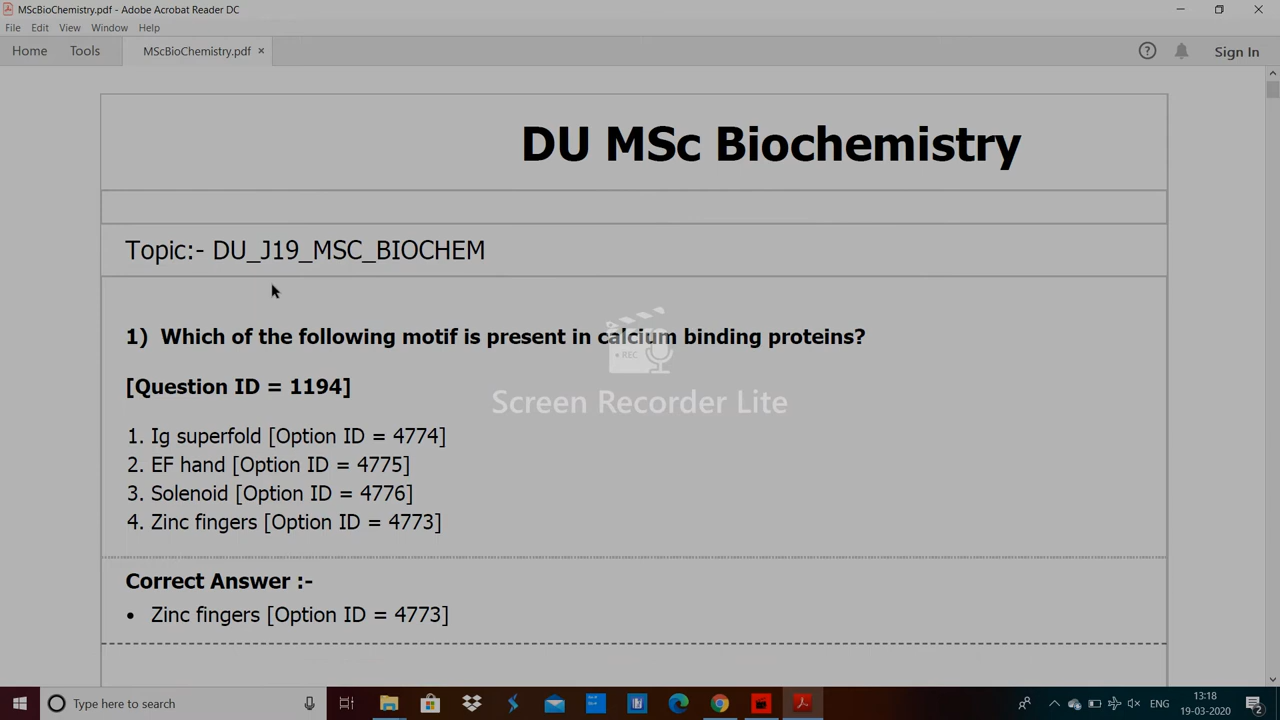 MScBioChemistry.pdf - Adobe Acrobat Reader DC
File Edit View Window Help
Home Tools MScBioChemistry.pdf × ? Sign In
DU MSc Biochemistry
Topic:- DU_J19_MSC_BIOCHEM
1) Which of the following motif is present in calcium binding proteins?
REC
[Question ID = 1194]
Screen Recorder Lite
1. Ig superfold [Option ID = 4774]
2. EF hand [Option ID = 4775]
3. Solenoid [Option ID = 4776]
4. Zinc fingers [Option ID = 4773]
Correct Answer :-
• Zinc fingers [Option ID = 4773]
Type here to search
ENG
13:18
19-03-2020
2